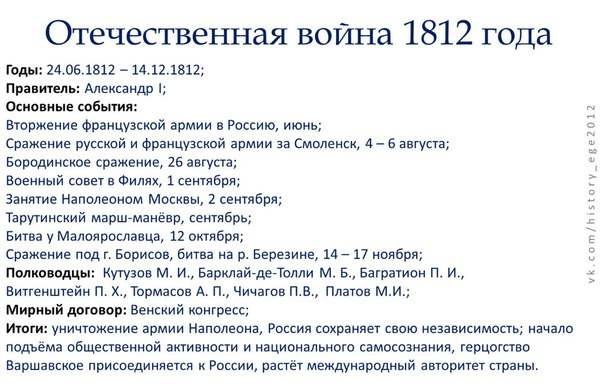 Отечественная война 1812 года
Годы: 24.06.1812 – 14.12.1812;
Правитель: Александр I;
Основные события:
Вторжение французской армии в Россию, июнь;
Сражение русской и французской армии за Смоленск, 4 – 6 августа;
Бородинское сражение, 26 августа;
Военный совет в Филях, 1 сентября;
Занятие Наполеоном Москвы, 2 сентября;
Тарутинский марш-манёвр, сентябрь;
Битва у Малоярославца, 12 октября;
Сражение под г. Борисов, битва на р. Березине, 14 – 17 ноября;
Полководцы: Кутузов М. И., Барклай-де-Толли М. Б., Багратион П. И.,
Витгенштейн П. Х., Тормасов А. П., Чичагов П.В., Платов М.И.;
Мирный договор: Венский конгресс;
Итоги: уничтожение армии Наполеона, Россия сохраняет свою независимость; начало
подъёма общественной активности и национального самосознания, герцогство
Варшавское присоединяется к России, растёт международный авторитет страны.
vk.com/history_ege2012